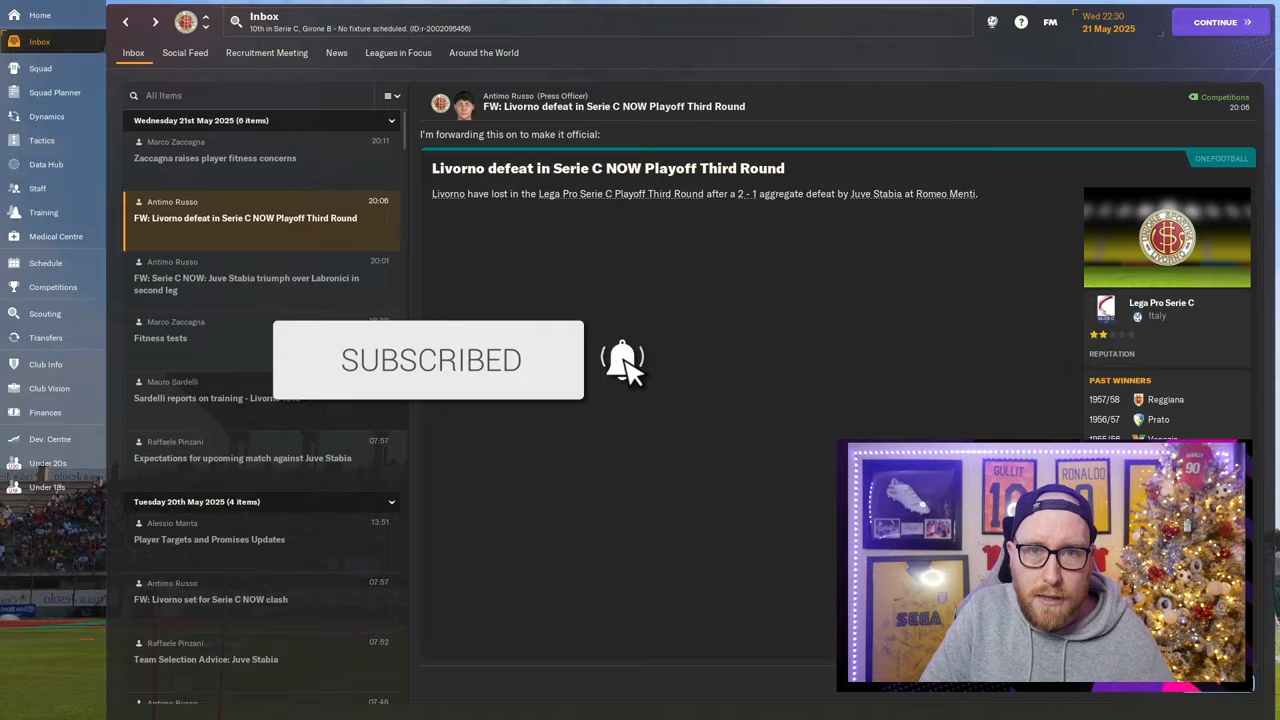 Home
Inbox
Squad
Squad Planner
Dynamics
Tactics
Data Hub
Staff
Training
Medical Centre
Schedule
Competitions
Scouting
Transfers
Club Info
Club Vision
Finances
Dev. Centre
Under 20s
Under 18s
Inbox
10th in Serie C, Girone B - No fixture scheduled. (ID:r-2002095456)
FM
Wed 22:30
21 May 2025
CONTINUE
Inbox
Social Feed
Recruitment Meeting
News
Leagues in Focus
Around the World
All Items
Wednesday 21st May 2025 (6 items)
Marco Zaccagna
20:11
Zaccagna raises player fitness concerns
Antimo Russo
20:06
FW: Livorno defeat in Serie C NOW Playoff Third Round
Antimo Russo
20:01
FW: Serie C NOW: Juve Stabia triumph over Labronici in
second leg
Marco Zaccagna
Fitness tests
Mauro Sardelli
Sardelli reports on training -
Raffaele Pinzani
07:57
Expectations for upcoming match against Juve Stabia
Tuesday 20th May 2025 (4 items)
Alessio Manta
13:51
Player Targets and Promises Updates
Antimo Russo
07:57
FW: Livorno set for Serie C NOW clash
Raffaele Pinzani
07:52
Team Selection Advice: Juve Stabia
07:48
Antimo Russo (Press Officer)
FW: Livorno defeat in Serie C NOW Playoff Third Round
Competitions
20:06
I'm forwarding this on to make it official:
ONEFOOTBALL
Livorno defeat in Serie C NOW Playoff Third Round
Livorno have lost in the Lega Pro Serie C Playoff Third Round after a 2 - 1 aggregate defeat by Juve Stabia at Romeo Menti.
Lega Pro Serie C
Italy
REPUTATION
PAST WINNERS
1957/58 Reggiana
1956/57 Prato
SUBSCRIBED
GULLIT
10
RONALDO
90
SEGA